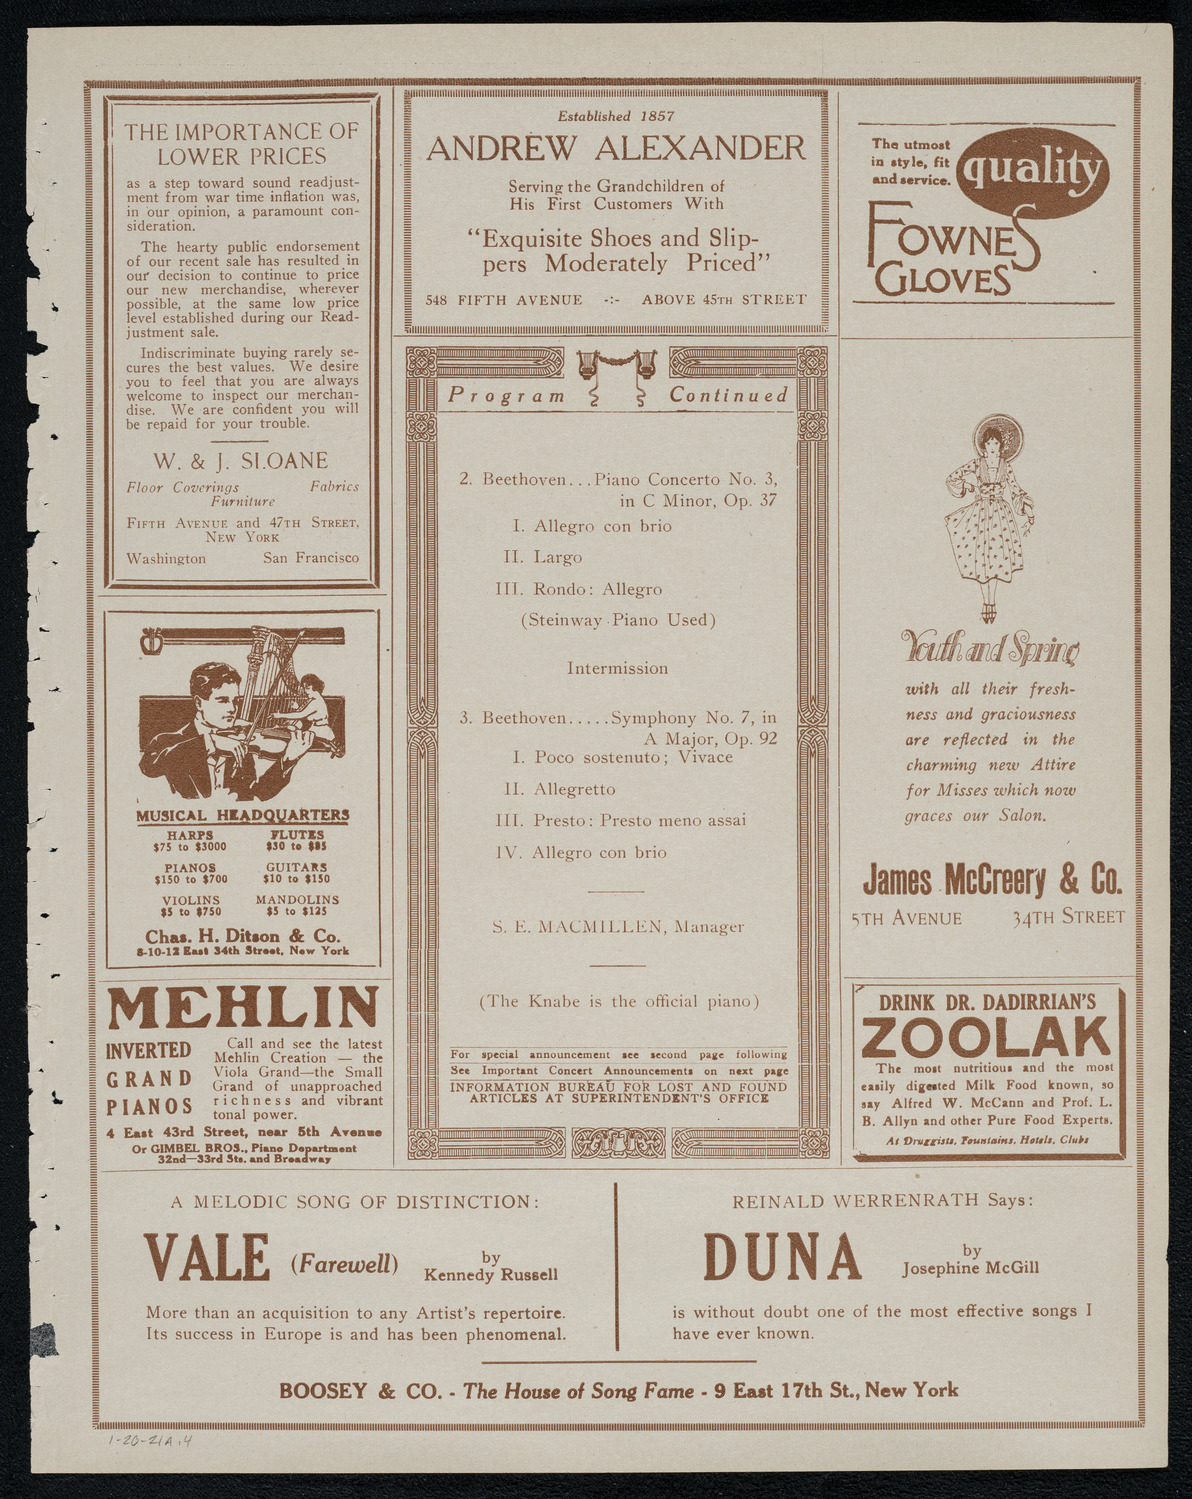 THE IMPORTANCE OF
LOWER PRICES
as a step toward sound readjust-
ment from war time inflation was,
in our opinion, a paramount con-
sideration.
The hearty public endorsement
of our recent sale has resulted in
our decision to continue to price
our new merchandise, wherever
possible, at the same low price
level established during our Read-
justment sale.
Indiscriminate buying rarely se-
cures the best values. We desire
you to feel that you are always
welcome to inspect our merchan-
dise. We are confident you will
be repaid for your trouble.
W. & J. SLOANE
Floor Coverings Fabrics
Furniture
FIFTH AVENUE and 47TH STREET,
NEW YORK
Washington San Francisco
MUSICAL HEADQUARTERS
HARPS FLUTES
$75 to $3000 $30 to $85
PIANOS GUITARS
$150 to $700 $10 to $150
VIOLINS MANDOLINS
$5 to $750 $5 to $125
Chas. H. Ditson & Co.
8-10-12 East 34th Street, New York
MEHLIN
INVERTED
GRAND
PIANOS
Call and see the latest
Mehlin Creation — the
Viola Grand—the Small
Grand of unapproached
richness and vibrant
tonal power.
4 East 43rd Street, near 5th Avenue
Or GIMBEL BROS., Piano Department
32nd—33rd Sts. and Broadway
Established 1857
ANDREW ALEXANDER
Serving the Grandchildren of
His First Customers With
"Exquisite Shoes and Slip-
pers Moderately Priced"
548 FIFTH AVENUE -:- ABOVE 45TH STREET
Program Continued
2. Beethoven...Piano Concerto No. 3,
in C Minor, Op. 37
I. Allegro con brio
II. Largo
III. Rondo: Allegro
(Steinway Piano Used)
Intermission
3. Beethoven.....Symphony No. 7, in
A Major, Op. 92
I. Poco sostenuto; Vivace
II. Allegretto
III. Presto: Presto meno assai
IV. Allegro con brio
S. E. MACMILLEN, Manager
(The Knabe is the official piano)
For special announcement see second page following
See Important Concert Announcements on next page
INFORMATION BUREAU FOR LOST AND FOUND
ARTICLES AT SUPERINTENDENT'S OFFICE
The utmost
in style, fit
and service.
quality
FOWNES
GLOVES
Youth and Spring
with all their fresh-
ness and graciousness
are reflected in the
charming new Attire
for Misses which now
graces our Salon.
James McCreery & Co.
5TH AVENUE 34TH STREET
DRINK DR. DADIRRIAN'S
ZOOLAK
The most nutritious and the most
easily digested Milk Food known, so
say Alfred W. McCann and Prof. L.
B. Allyn and other Pure Food Experts.
At Druggists, Fountains, Hotels, Clubs
A MELODIC SONG OF DISTINCTION:
VALE (Farewell) by
Kennedy Russell
More than an acquisition to any Artist's repertoire.
Its success in Europe is and has been phenomenal.
REINALD WERRENRATH Says:
DUNA by
Josephine McGill
is without doubt one of the most effective songs I
have ever known.
BOOSEY & CO. - The House of Song Fame - 9 East 17th St., New York
1-20-21A.4